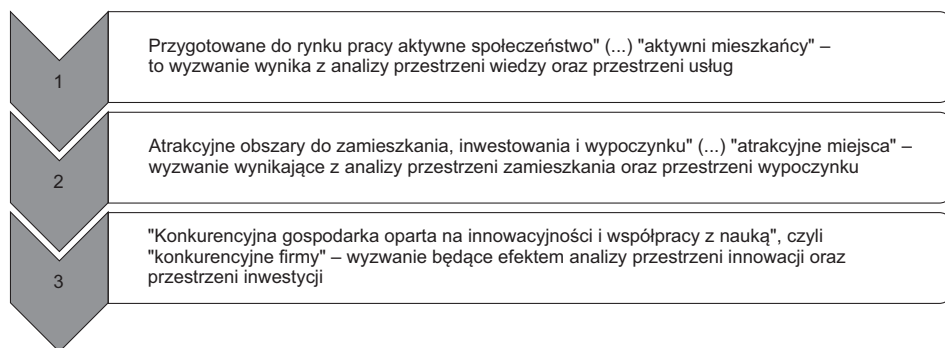 1
Przygotowane do rynku pracy aktywne społeczeństwo" (...) "aktywni mieszkańcy" –
to wyzwanie wynika z analizy przestrzeni wiedzy oraz przestrzeni usług
2
Atrakcyjne obszary do zamieszkania, inwestowania i wypoczynku" (...) "atrakcyjne miejsca" –
wyzwanie wynikające z analizy przestrzeni zamieszkania oraz przestrzeni wypoczynku
3
"Konkurencyjna gospodarka oparta na innowacyjności i współpracy z nauką", czyli
"konkurencyjne firmy" – wyzwanie będące efektem analizy przestrzeni innowacji oraz
przestrzeni inwestycji